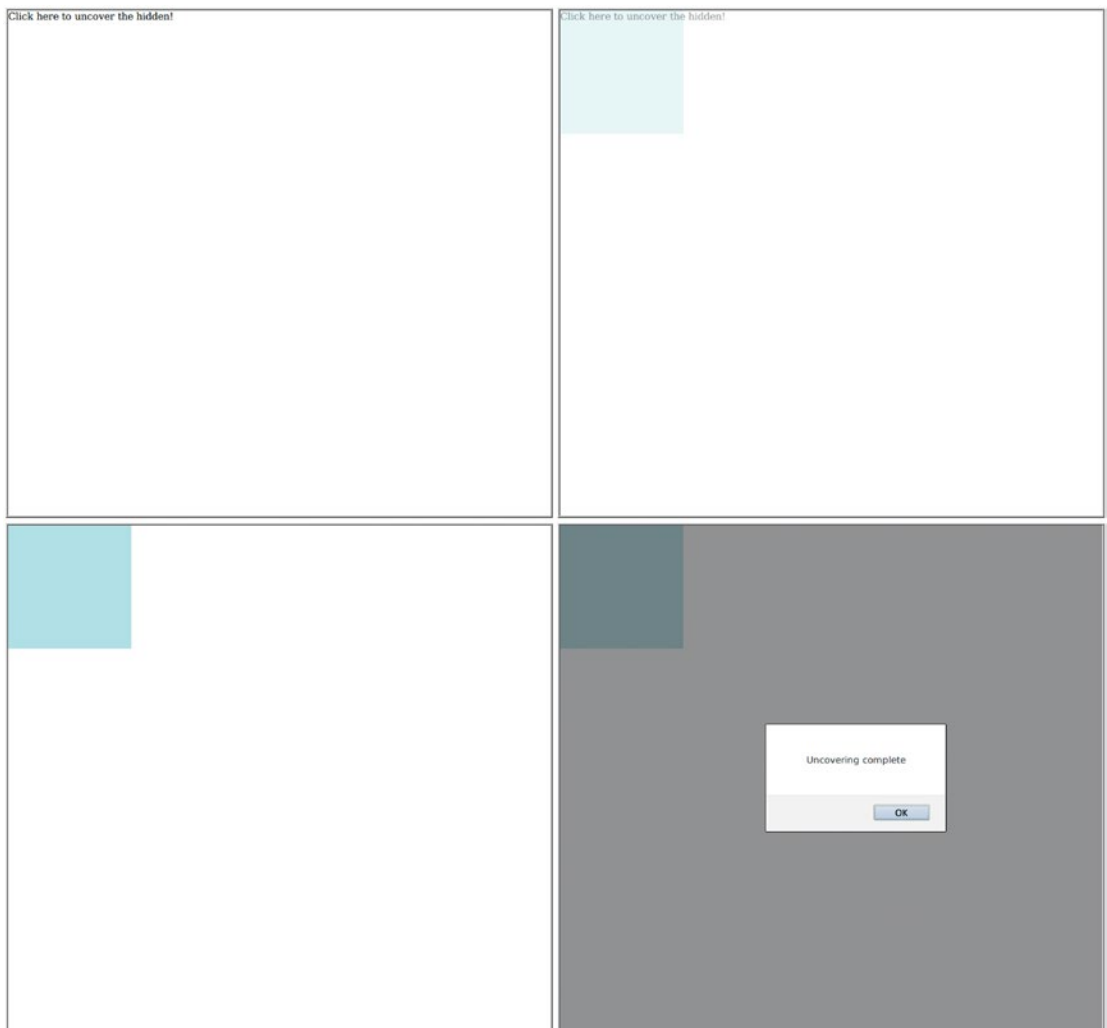 Click here to uncover the hidden!
Click here to uncover the hidden!
Uncovering complete
OK